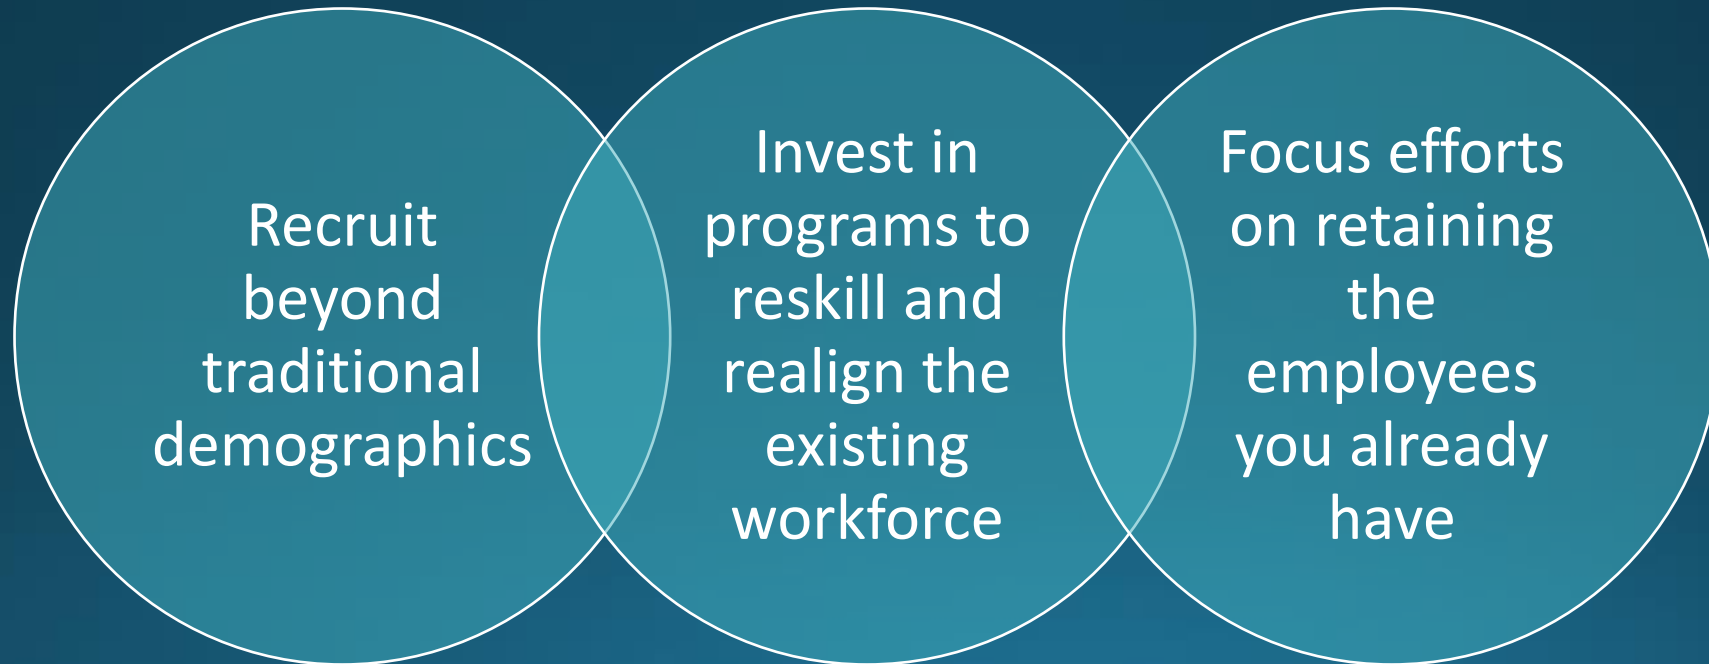 Recruit
beyond
traditional
demographics
Invest in
programs to
reskill and
realign the
existing
workforce
Focus efforts
on retaining
the
employees
you already
have